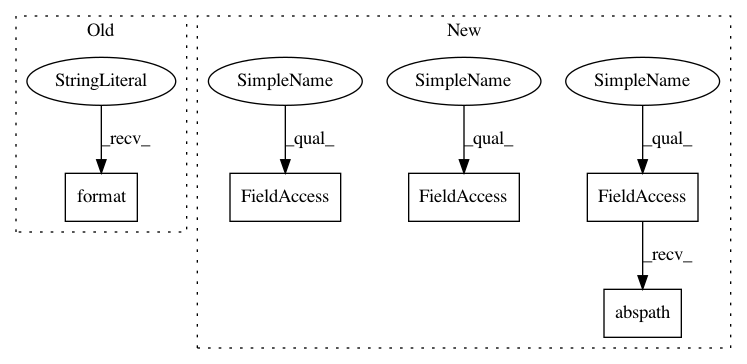 Old
New
StringLiteral
SimpleName
SimpleName
SimpleName
_recv_
_qual_
_qual_
_qual_
format
FieldAccess
FieldAccess
FieldAccess
_recv_
abspath